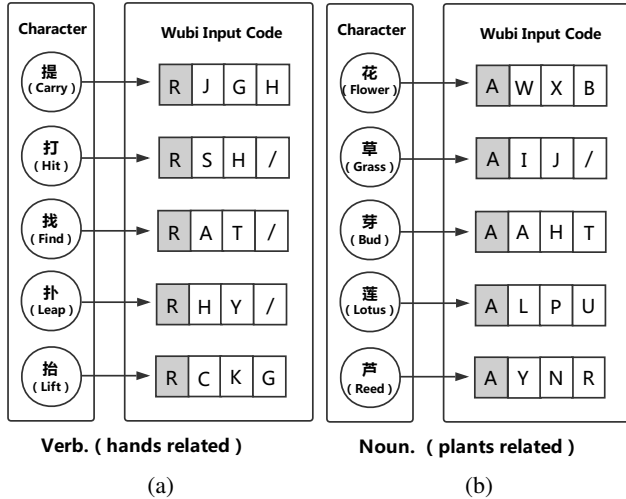 Character
Wubi Input Code
提
( Carry )
R J G H
打
( Hit )
R S H /
找
( Find )
R A T /
扑
( Leap )
R H Y /
抬
( Lift )
R C K G
Verb. ( hands related )
(a)
Character
Wubi Input Code
花
( Flower )
A W X B
草
( Grass )
A I J /
芽
( Bud )
A A H T
莲
( Lotus )
A L P U
芦
( Reed )
A Y N R
Noun. ( plants related )
(b)